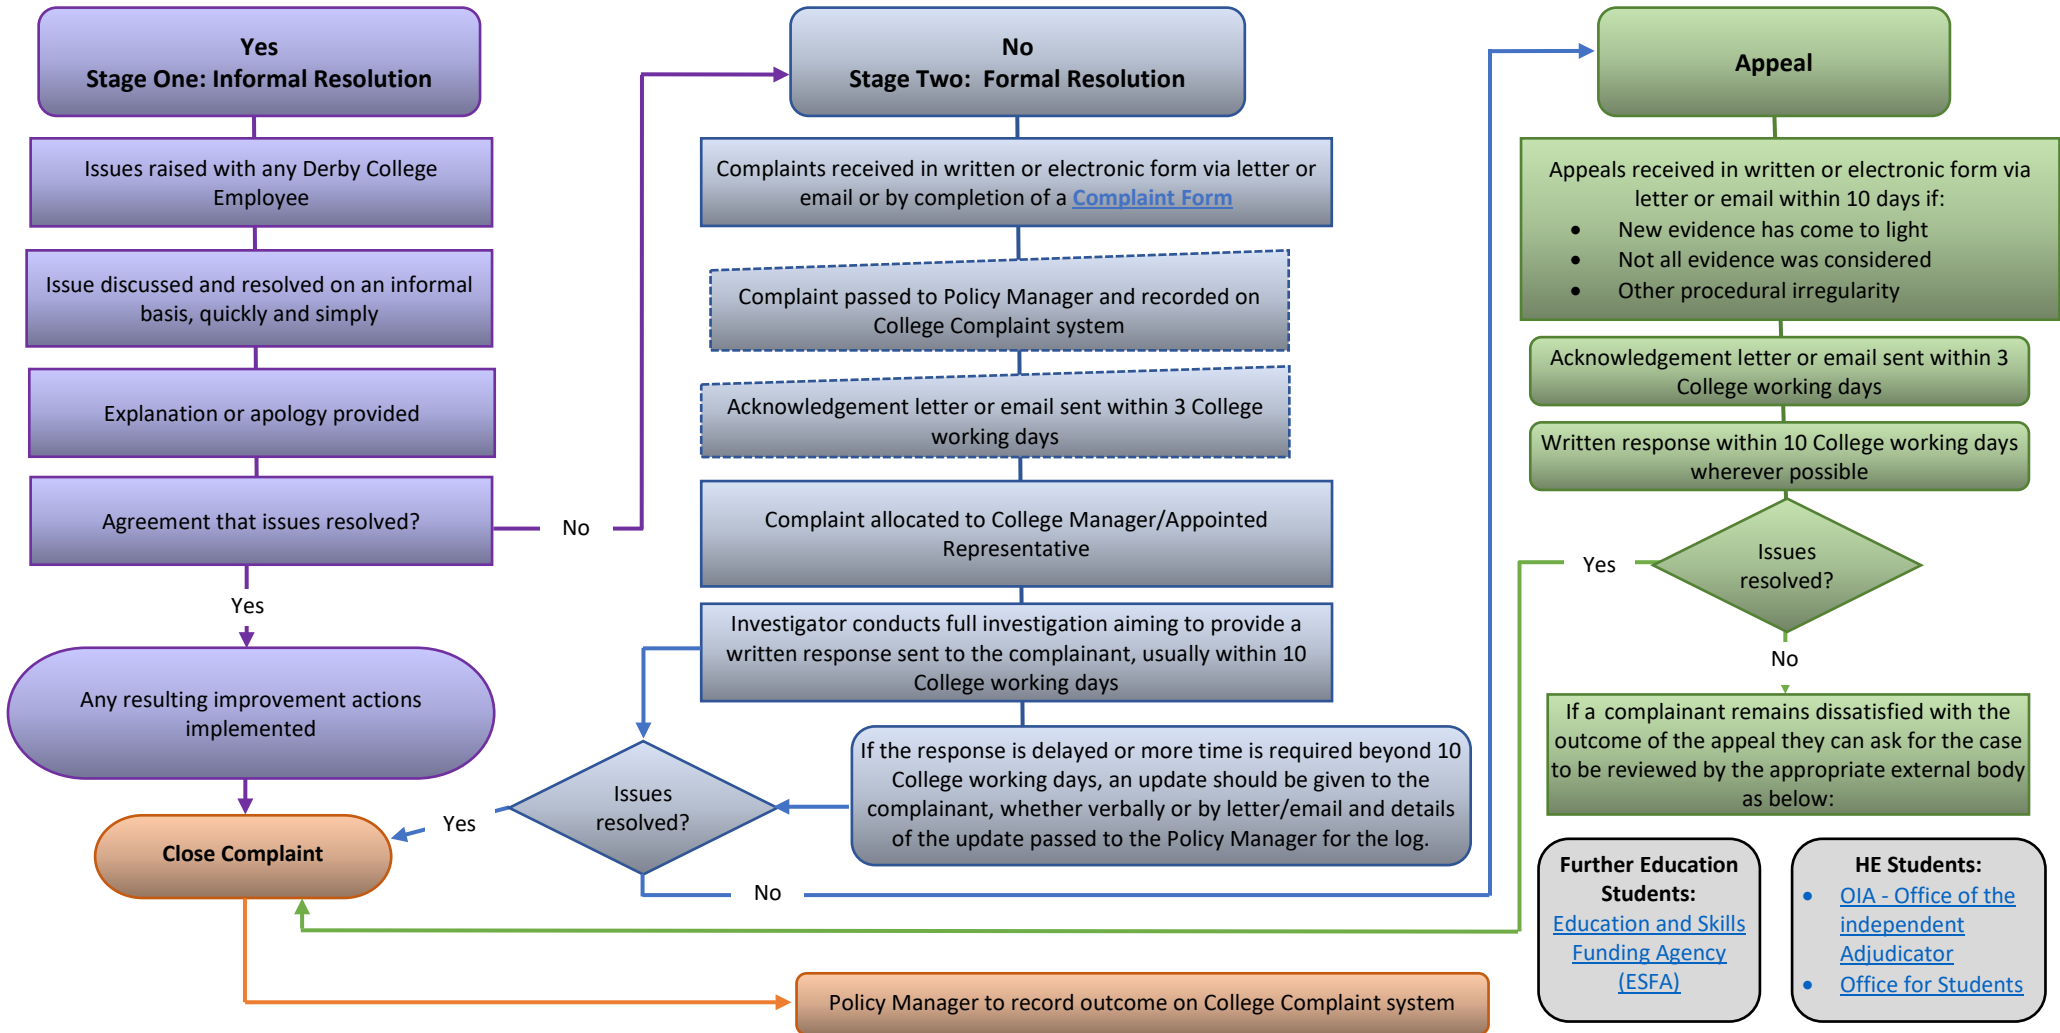 Yes
Stage One: Informal Resolution
Issues raised with any Derby College
Employee
Issue discussed and resolved on an informal
basis, quickly and simply
Explanation or apology provided
Agreement that issues resolved?
No
Yes
Any resulting improvement actions
implemented
Close Complaint
No
Stage Two:  Formal Resolution
Complaints received in written or electronic form via letter or
email or by completion of a Complaint Form
Complaint passed to Policy Manager and recorded on
College Complaint system
Acknowledgement letter or email sent within 3 College
working days
Complaint allocated to College Manager/Appointed
Representative
Investigator conducts full investigation aiming to provide a
written response sent to the complainant, usually within 10
College working days
If the response is delayed or more time is required beyond 10
College working days, an update should be given to the
complainant, whether verbally or by letter/email and details
of the update passed to the Policy Manager for the log.
Issues
resolved?
Yes
No
Policy Manager to record outcome on College Complaint system
Appeal
Appeals received in written or electronic form via
letter or email within 10 days if:
• New evidence has come to light
• Not all evidence was considered
• Other procedural irregularity
Acknowledgement letter or email sent within 3
College working days
Written response within 10 College working days
wherever possible
Issues
resolved?
Yes
No
If a complainant remains dissatisfied with the
outcome of the appeal they can ask for the case
to be reviewed by the appropriate external body
as below:
Further Education
Students:
Education and Skills
Funding Agency
(ESFA)
HE Students:
• OIA - Office of the
independent
Adjudicator
• Office for Students